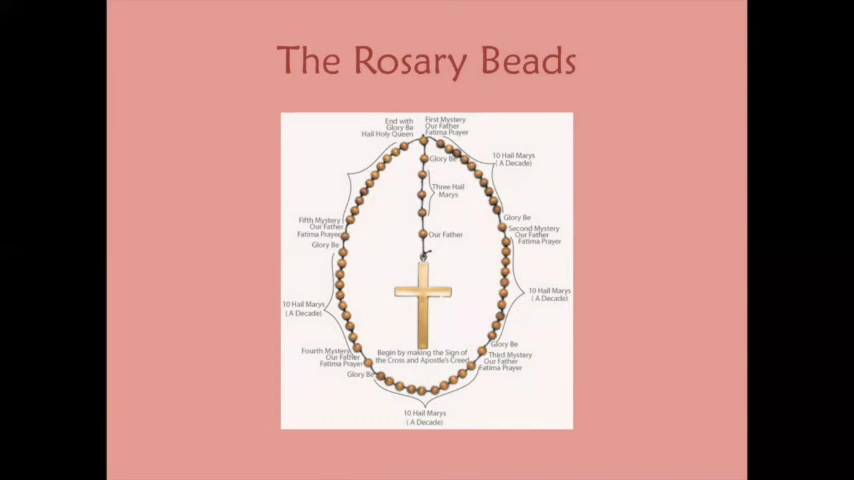 The Rosary Beads
End with
Glory Be
Hail Holy Queen
First Mystery
Our Father
Fatima Prayer
Glory Be
10 Hail Marys
( A Decade)
Three Hail
Marys
Our Father
Glory Be
Second Mystery
Our Father
Fatima Prayer
Fifth Mystery
Our Father
Fatima Prayer
Glory Be
10 Hail Marys
( A Decade)
10 Hail Marys
( A Decade)
Glory Be
Third Mystery
Our Father
Fatima Prayer
Fourth Mystery
Our Father
Fatima Prayer
Glory Be
Begin by making the Sign of
the Cross and Apostle's Creed
10 Hail Marys
( A Decade)